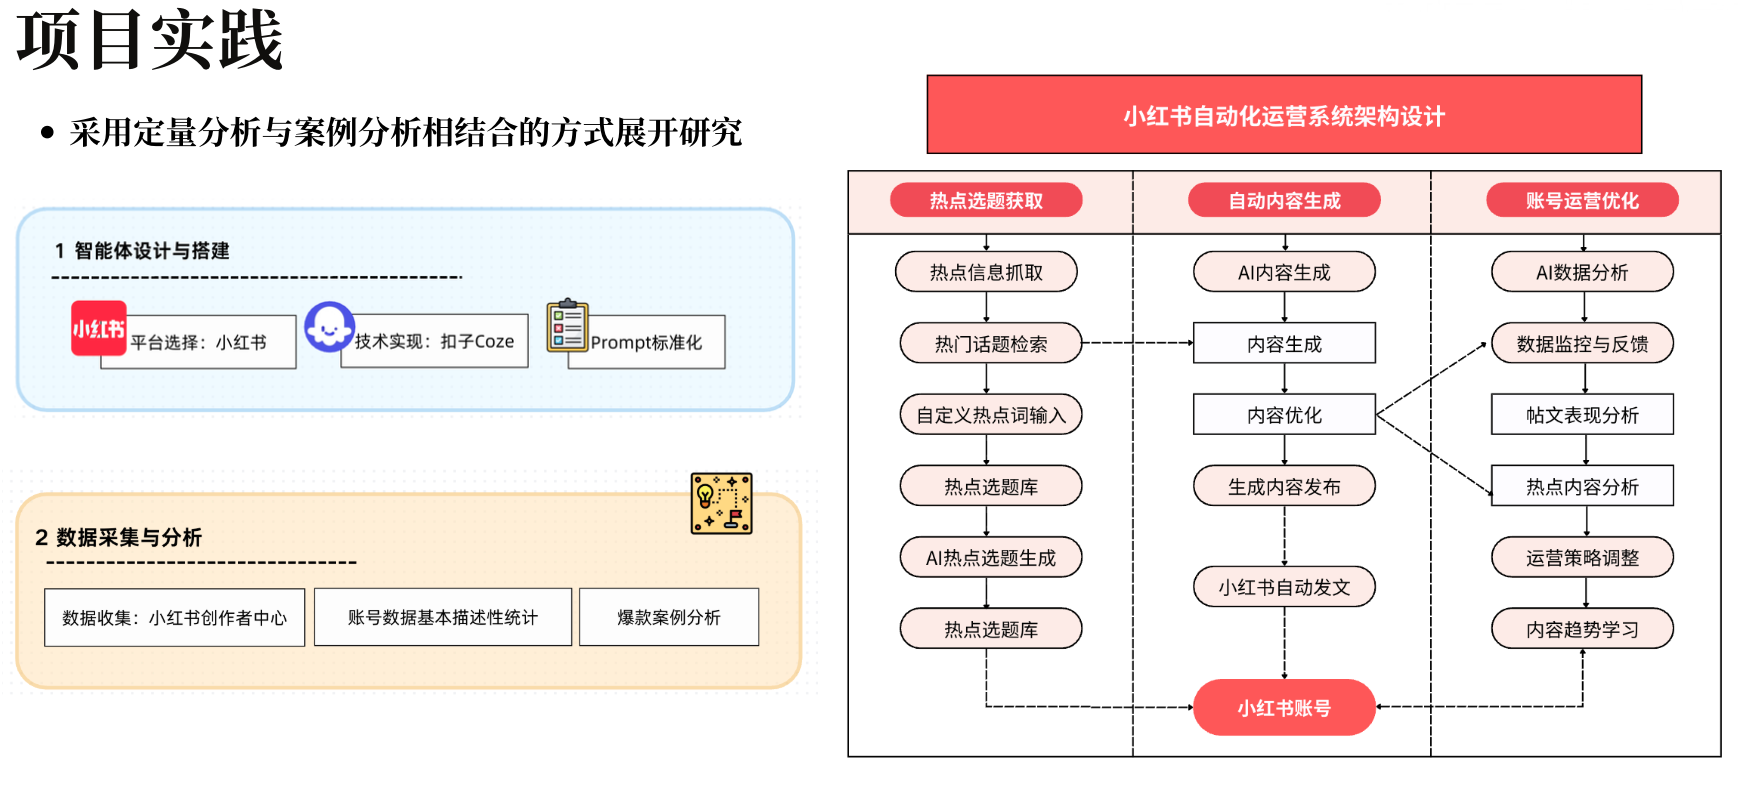 项目实践
• 采用定量分析与案例分析相结合的方式展开研究
1 智能体设计与搭建
小红书
平台选择：小红书
技术实现：扣子Coze
Prompt标准化
2 数据采集与分析
数据收集：小红书创作者中心
账号数据基本描述性统计
爆款案例分析
小红书自动化运营系统架构设计
热点选题获取
热点信息抓取
热门话题检索
自定义热点词输入
热点选题库
AI热点选题生成
热点选题库
自动内容生成
AI内容生成
内容生成
内容优化
生成内容发布
小红书自动发文
小红书账号
账号运营优化
AI数据分析
数据监控与反馈
帖文表现分析
热点内容分析
运营策略调整
内容趋势学习